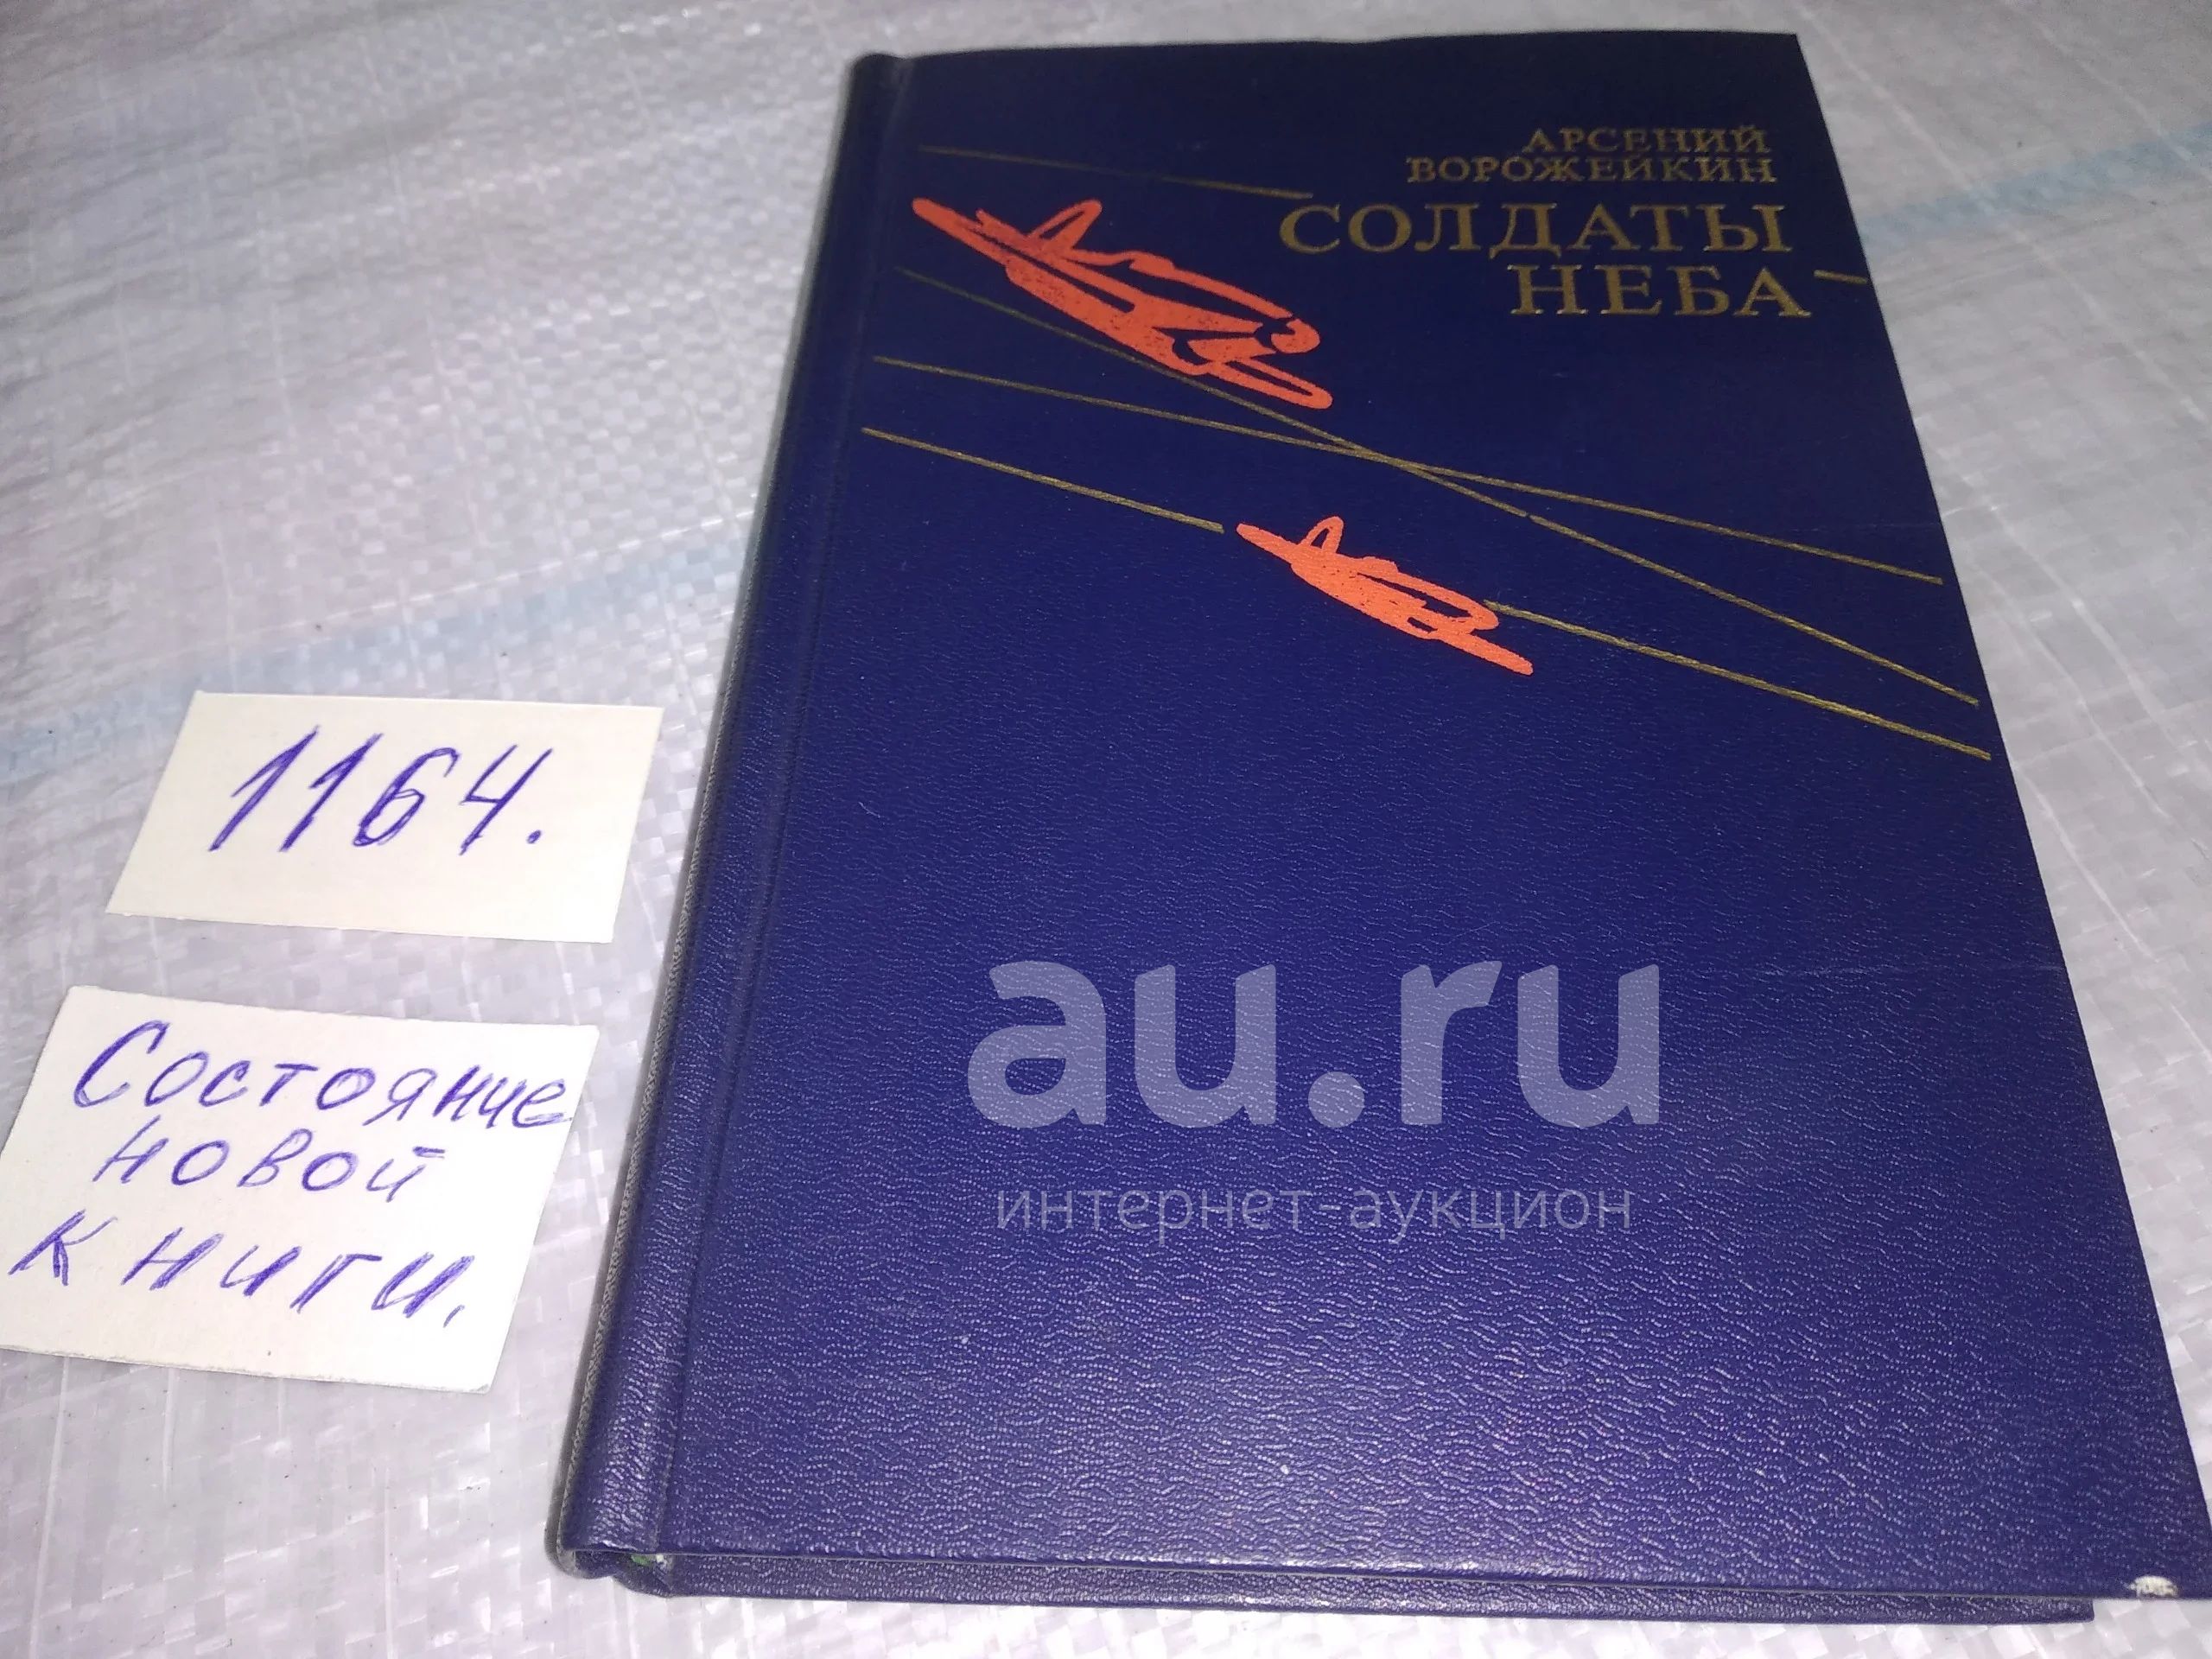 АРСЕНИЙ
ВОРОЖЕЙКИН
СОЛДАТЫ
НЕБА
1164.
Состояние
новой
книги.
au.ru
интернет-аукцион